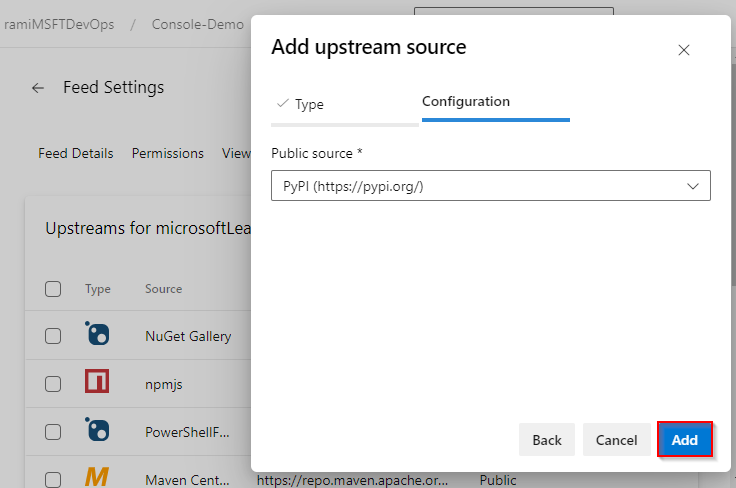 ramiMSFTDevOps / Console-Demo
Feed Settings
Feed Details Permissions View
Upstreams for microsoftLea
Type Source
NuGet Gallery
npmjs
PowerShellF...
Maven Cent... https://repo.maven.apache.or... Public
Add upstream source
Type Configuration
Public source *
PyPI (https://pypi.org/)
Back Cancel Add